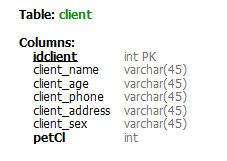 Table: client
Columns:
idclient int PK
client_name varchar(45)
client_age varchar(45)
client_phone varchar(45)
client_address varchar(45)
client_sex varchar(45)
petCl int